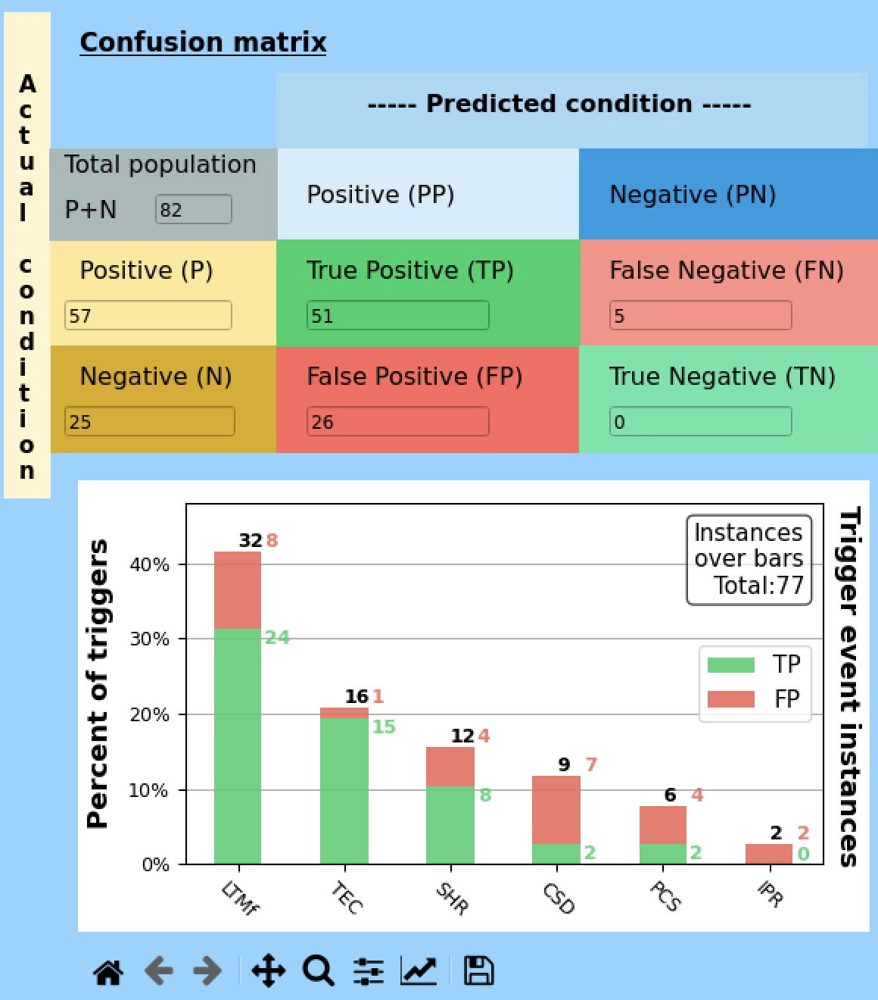 Confusion matrix
Actual condition
----- Predicted condition -----
Total population
P+N 82
Positive (PP)
Negative (PN)
Positive (P)
57
True Positive (TP)
51
False Negative (FN)
5
Negative (N)
25
False Positive (FP)
26
True Negative (TN)
0
Percent of triggers
Trigger event instances
Instances
over bars
Total:77
TP
FP
40%
30%
20%
10%
0%
32 8
24
16 1
15
12 4
8
9 7
2
6 4
2
2 2
0
LTMf
TEC
SHR
CSD
PCS
IPR